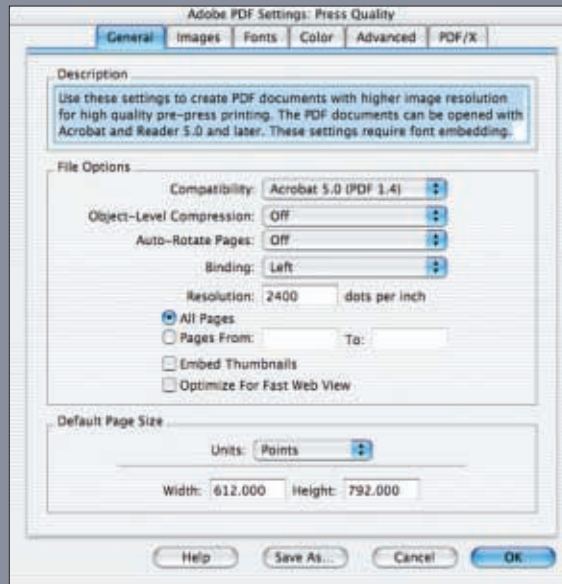 Adobe PDF Settings: Press Quality
General Images Fonts Color Advanced PDF/X
Description
Use these settings to create PDF documents with higher image resolution
for high quality pre-press printing. The PDF documents can be opened with
Acrobat and Reader 5.0 and later. These settings require font embedding.
File Options
Compatibility: Acrobat 5.0 (PDF 1.4)
Object-Level Compression: Off
Auto-Rotate Pages: Off
Binding: Left
Resolution: 2400 dots per inch
All Pages
Pages From: To:
Embed Thumbnails
Optimize For Fast Web View
Default Page Size
Units: Points
Width: 612.000 Height: 792.000
Help Save As... Cancel OK